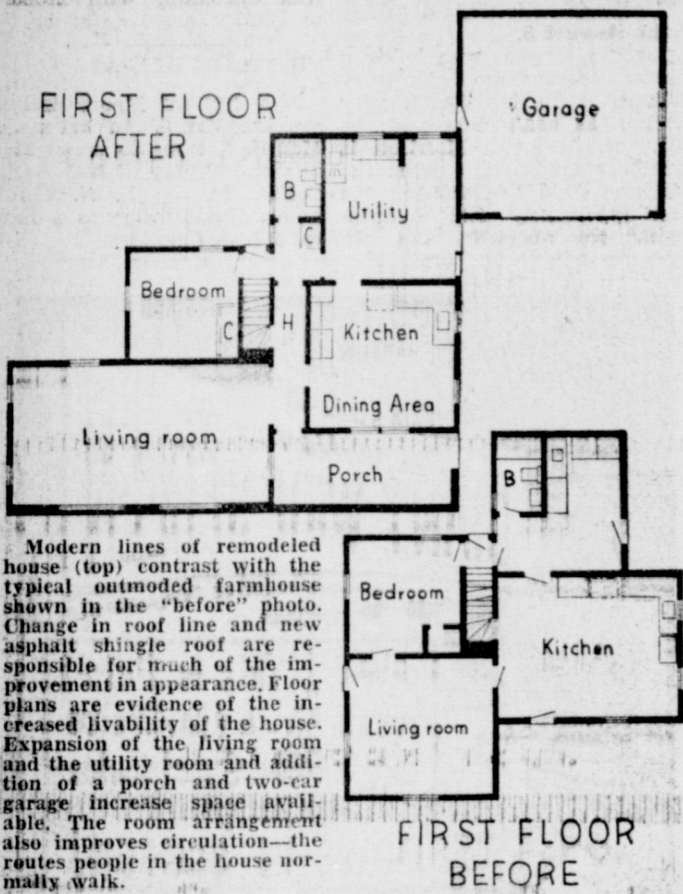 FIRST FLOOR
AFTER
Garage
B
Utility
C
Bedroom
C
H
Kitchen
Dining Area
Living room
Porch
Modern lines of remodeled
house (top) contrast with the
typical outmoded farmhouse
shown in the “before” photo.
Change in roof line and new
asphalt shingle roof are re-
sponsible for much of the im-
provement in appearance. Floor
plans are evidence of the in-
creased livability of the house.
Expansion of the living room
and the utility room and addi-
tion of a porch and two-car
garage increase space avail-
able. The room arrangement
also improves circulation—the
routes people in the house nor-
mally walk.
B
Bedroom
Kitchen
Living room
FIRST FLOOR
BEFORE